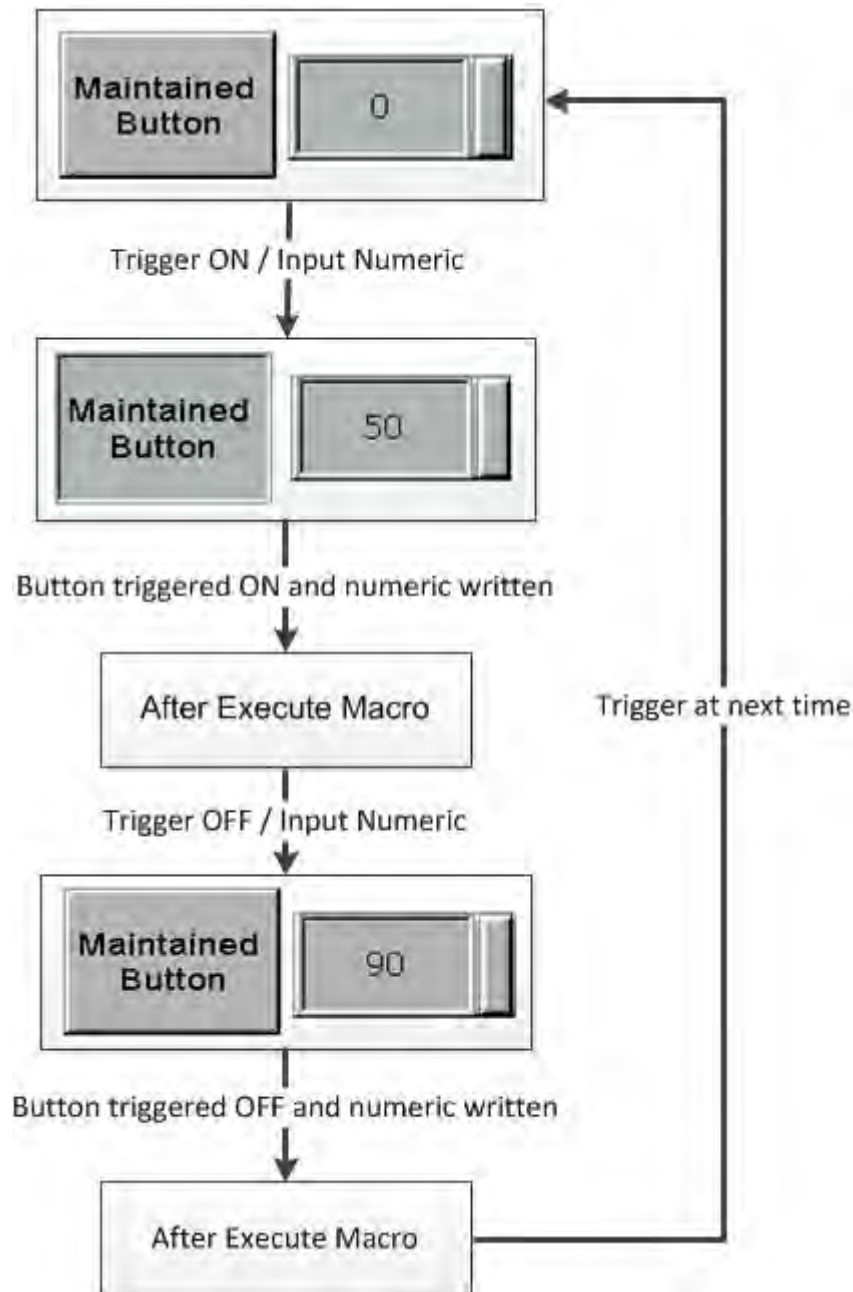 Maintained
Button
0
Trigger ON / Input Numeric
Maintained
Button
50
Button triggered ON and numeric written
After Execute Macro
Trigger at next time
Trigger OFF / Input Numeric
Maintained
Button
90
Button triggered OFF and numeric written
After Execute Macro